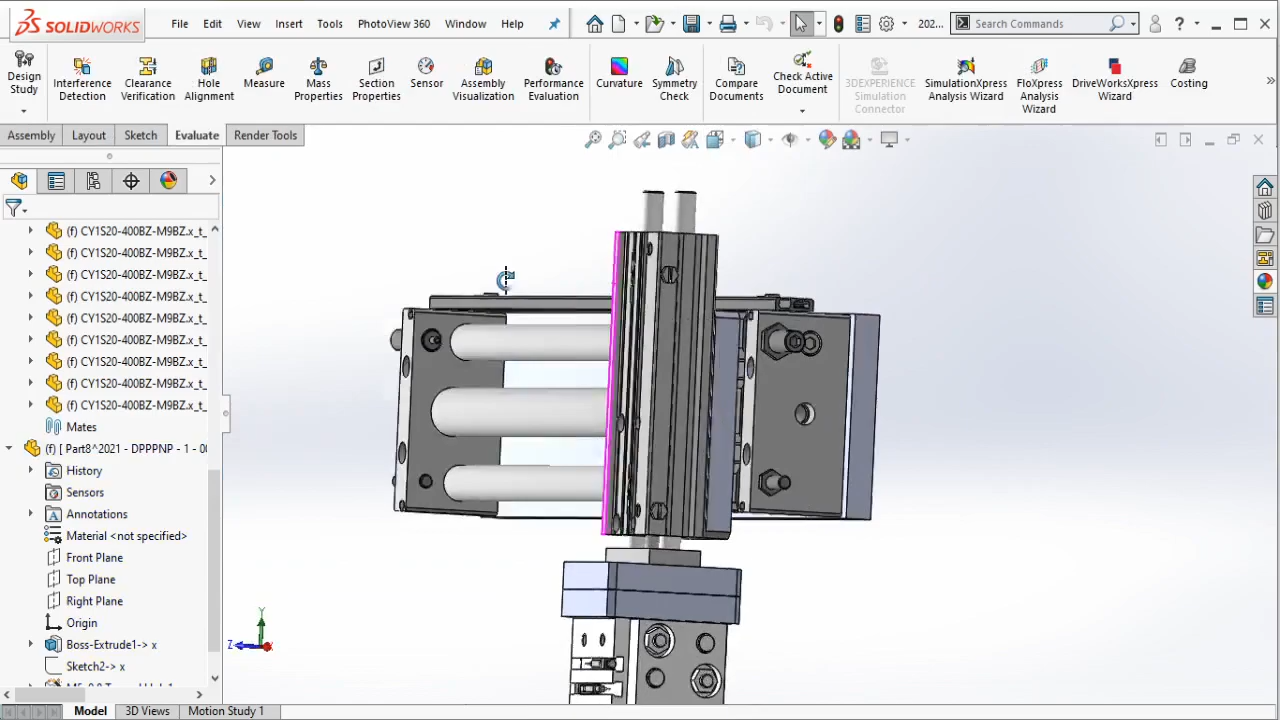 SOLIDWORKS
File Edit View Insert Tools PhotoView 360 Window Help
202... Search Commands
Design Study
Interference Detection
Clearance Verification
Hole Alignment
Measure
Mass Properties
Section Properties
Sensor
Assembly Visualization
Performance Evaluation
Curvature
Symmetry Check
Compare Documents
Check Active Document
3DEXPERIENCE Simulation Connector
SimulationXpress Analysis Wizard
FloXpress Analysis Wizard
DriveWorksXpress Wizard
Costing
Assembly Layout Sketch Evaluate Render Tools
(f) CY1S20-400BZ-M9BZ.x_t_
(f) CY1S20-400BZ-M9BZ.x_t_
(f) CY1S20-400BZ-M9BZ.x_t_
(f) CY1S20-400BZ-M9BZ.x_t_
(f) CY1S20-400BZ-M9BZ.x_t_
(f) CY1S20-400BZ-M9BZ.x_t_
(f) CY1S20-400BZ-M9BZ.x_t_
(f) CY1S20-400BZ-M9BZ.x_t_
(f) CY1S20-400BZ-M9BZ.x_t_
Mates
(f) [ Part8^2021 - DPPPNP - 1 - 00
History
Sensors
Annotations
Material <not specified>
Front Plane
Top Plane
Right Plane
Origin
Boss-Extrude1-> x
Sketch2-> x
Y
Z
Model 3D Views Motion Study 1